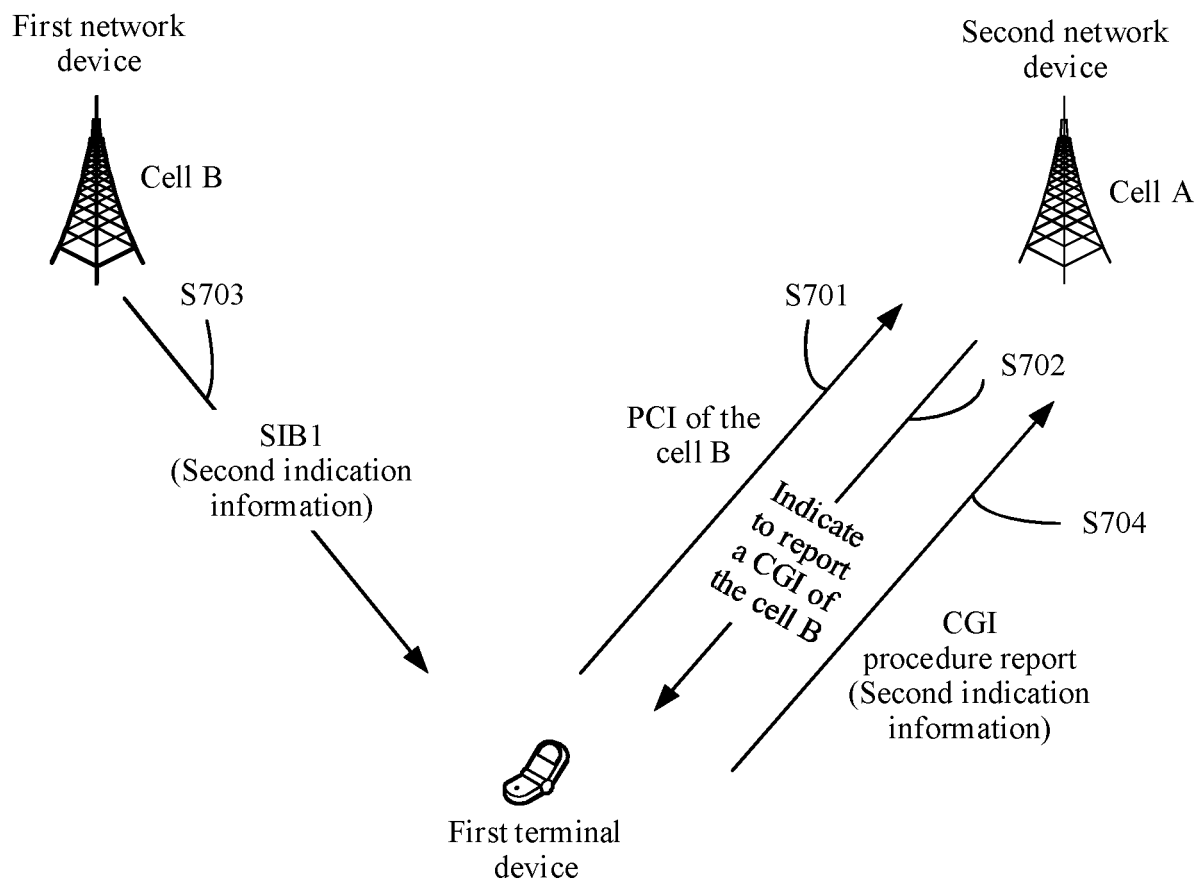 First network
device
Cell B
Second network
device
Cell A
S703
SIB1
(Second indication
information)
S701
PCI of the
cell B
S702
Indicate
to report
a CGI of
the cell B
S704
CGI
procedure report
(Second indication
information)
First terminal
device